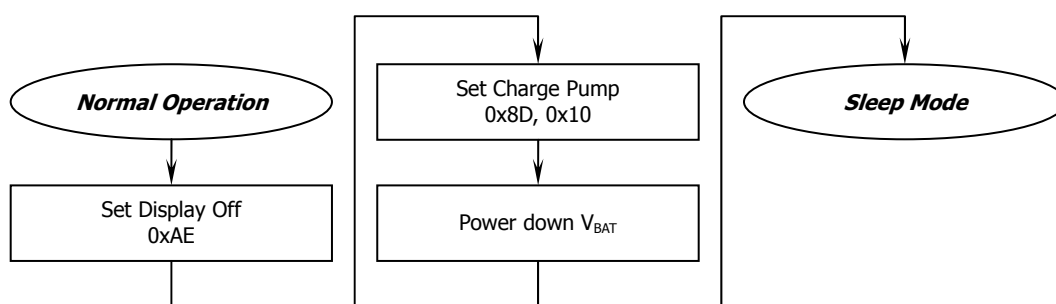 Normal Operation
Set Display Off
0xAE
Set Charge Pump
0x8D, 0x10
Power down VBAT
Sleep Mode